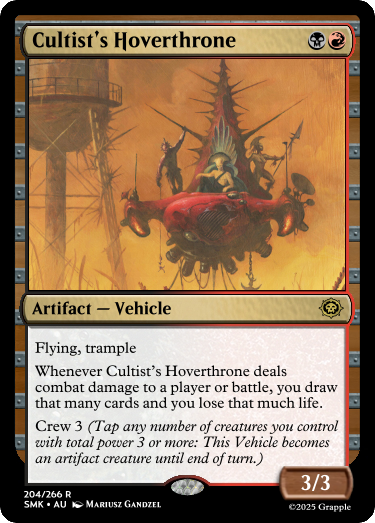 Cultist's Hoverthrone
Artifact — Vehicle
Flying, trample
Whenever Cultist's Hoverthrone deals
combat damage to a player or battle, you draw
that many cards and you lose that much life.
Crew 3 (Tap any number of creatures you control
with total power 3 or more: This Vehicle becomes
an artifact creature until end of turn.)
3/3
204/266 R
SMK • AU Mariusz Gandzel
©2025 Grapple